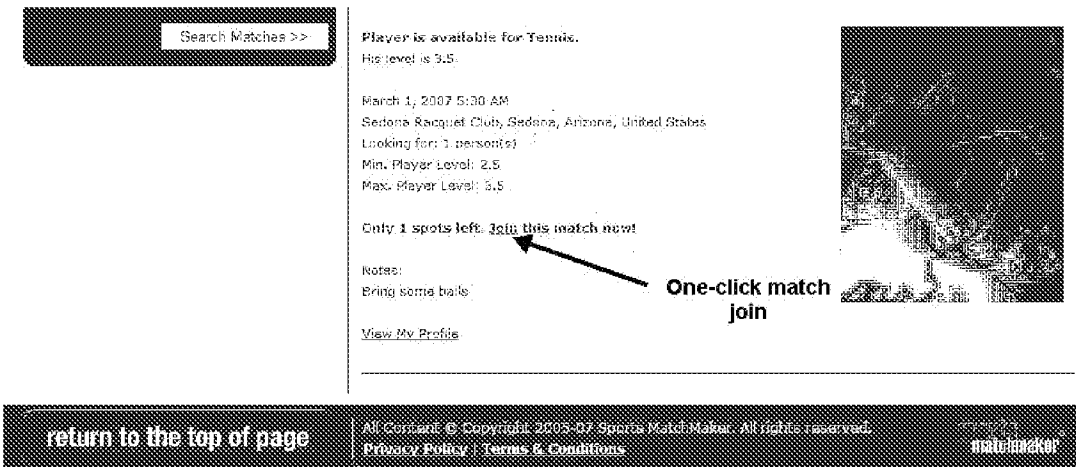 Search Matches >>
Player is available for Tennis.
His level is 3.5
March 1, 2007 5:30 AM
Sedona Racquet Club, Sedona, Arizona, United States
Looking for: 1 person(s)
Min. Player Level: 2.5
Max. Player Level: 3.5
Only 1 spots left. Join this match now!
Notes:
Bring some balls
One-click match
join
View My Profile
return to the top of page
All Content © Copyright 2005-07 Sports MatchMaker. All rights reserved.
Privacy Policy | Terms & Conditions
matchmaker